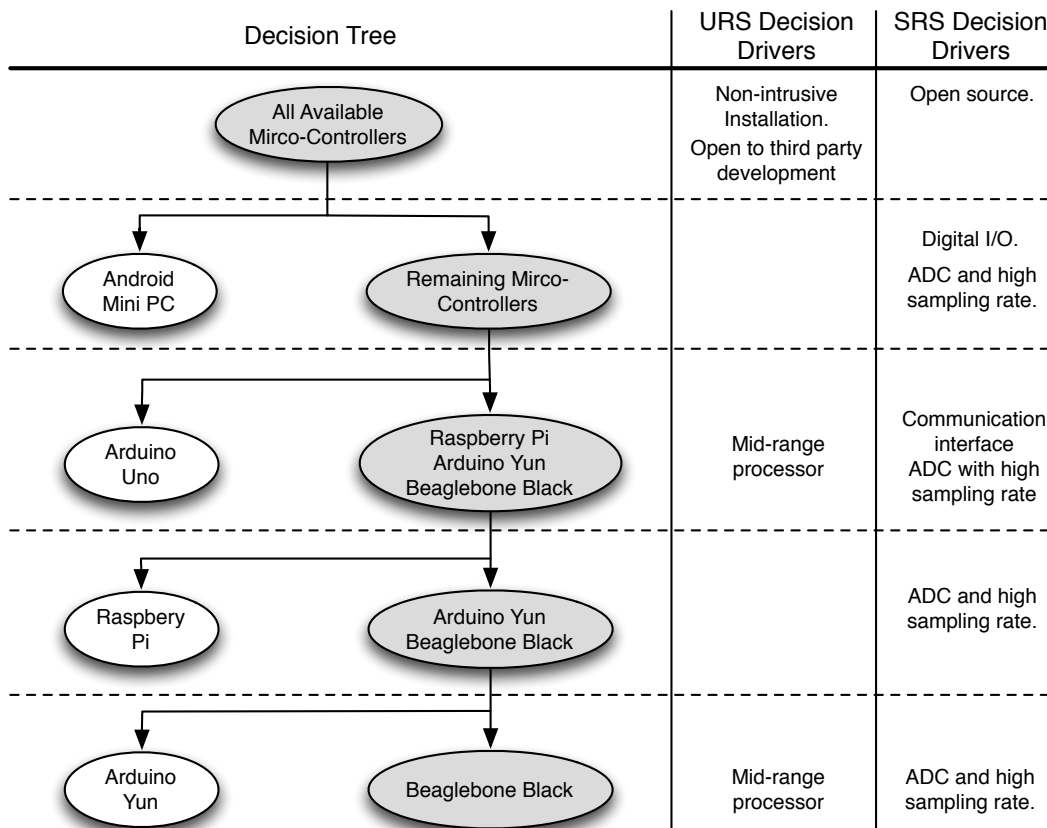 Decision Tree
URS Decision
Drivers
SRS Decision
Drivers
All Available
Mirco-Controllers
Non-intrusive
Installation.
Open to third party
development
Open source.
Android
Mini PC
Remaining Mirco-
Controllers
Digital I/O.
ADC and high
sampling rate.
Arduino
Uno
Raspberry Pi
Arduino Yun
Beaglebone Black
Mid-range
processor
Communication
interface
ADC with high
sampling rate
Raspbery
Pi
Arduino Yun
Beaglebone Black
ADC and high
sampling rate.
Arduino
Yun
Beaglebone Black
Mid-range
processor
ADC and high
sampling rate.